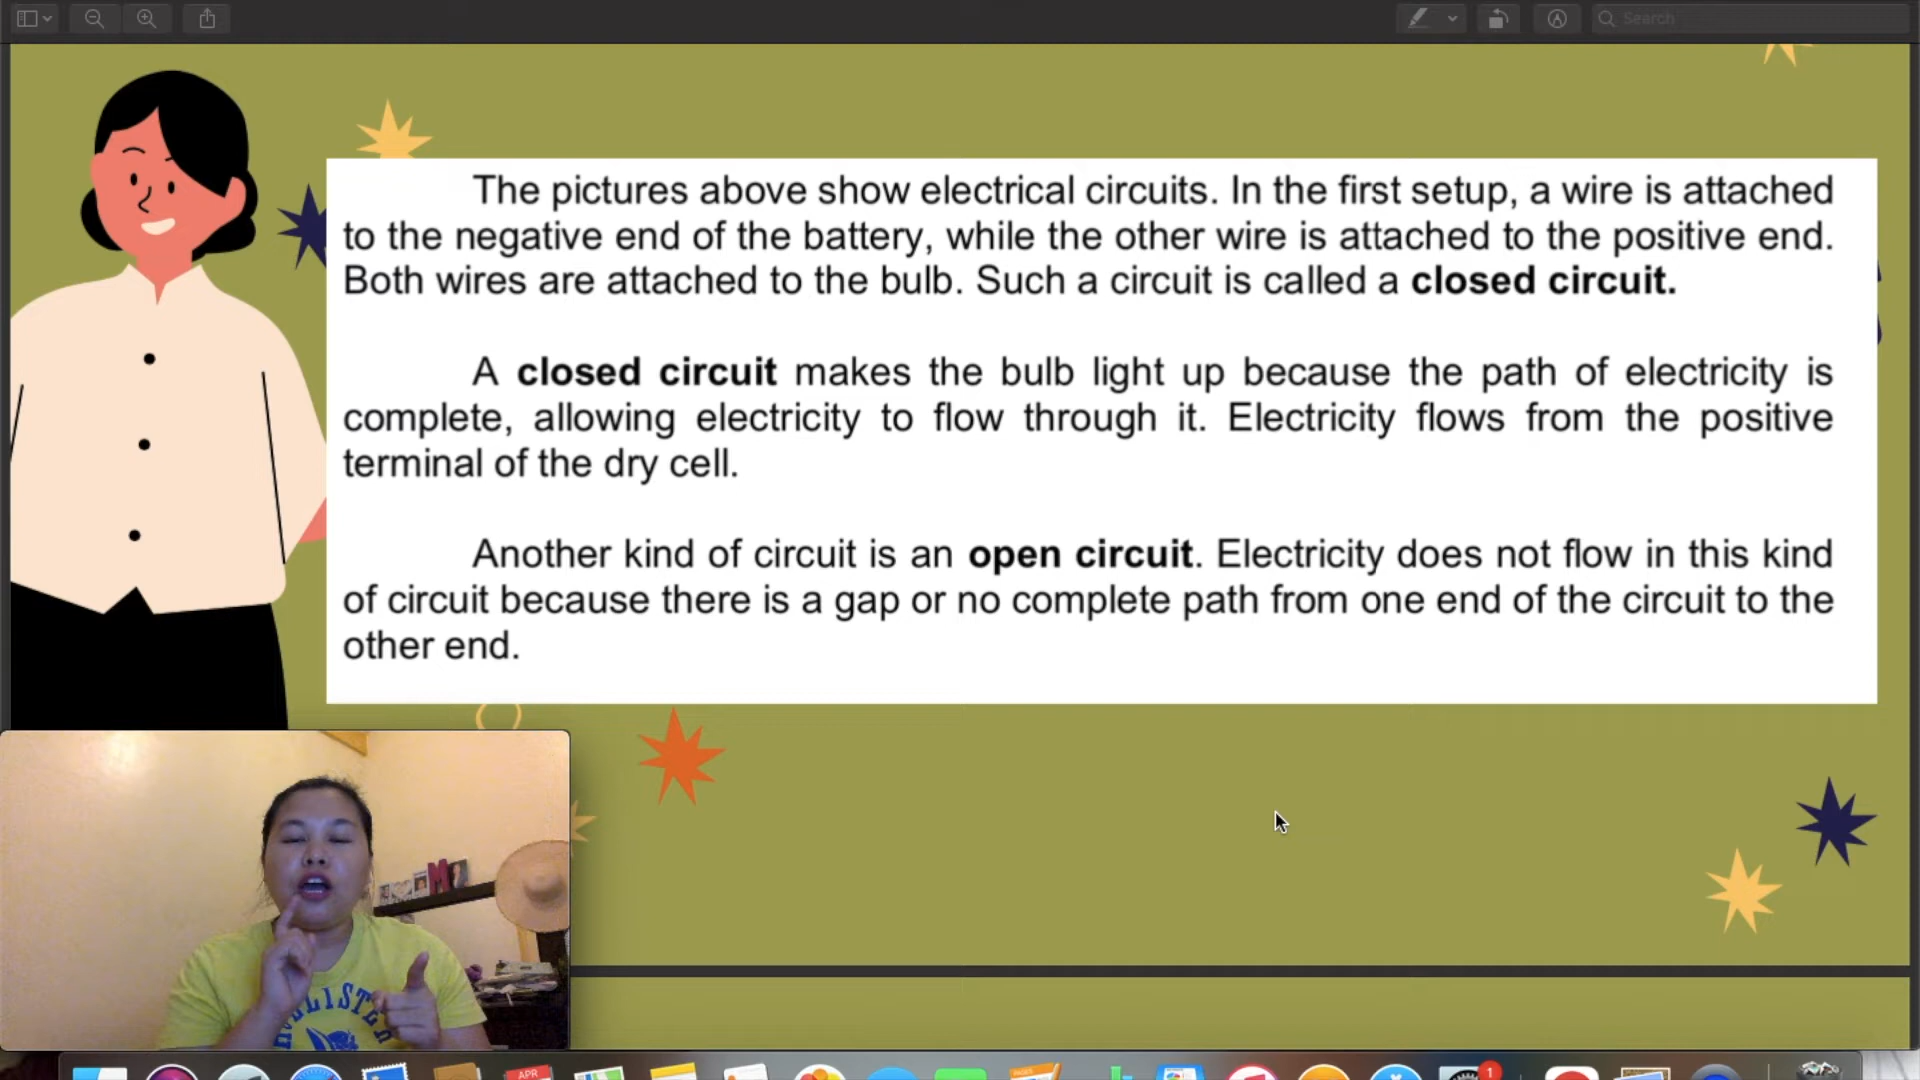 Search
The pictures above show electrical circuits. In the first setup, a wire is attached
to the negative end of the battery, while the other wire is attached to the positive end.
Both wires are attached to the bulb. Such a circuit is called a closed circuit.
A closed circuit makes the bulb light up because the path of electricity is
complete, allowing electricity to flow through it. Electricity flows from the positive
terminal of the dry cell.
Another kind of circuit is an open circuit. Electricity does not flow in this kind
of circuit because there is a gap or no complete path from one end of the circuit to the
other end.
M
APR
PAGES
1